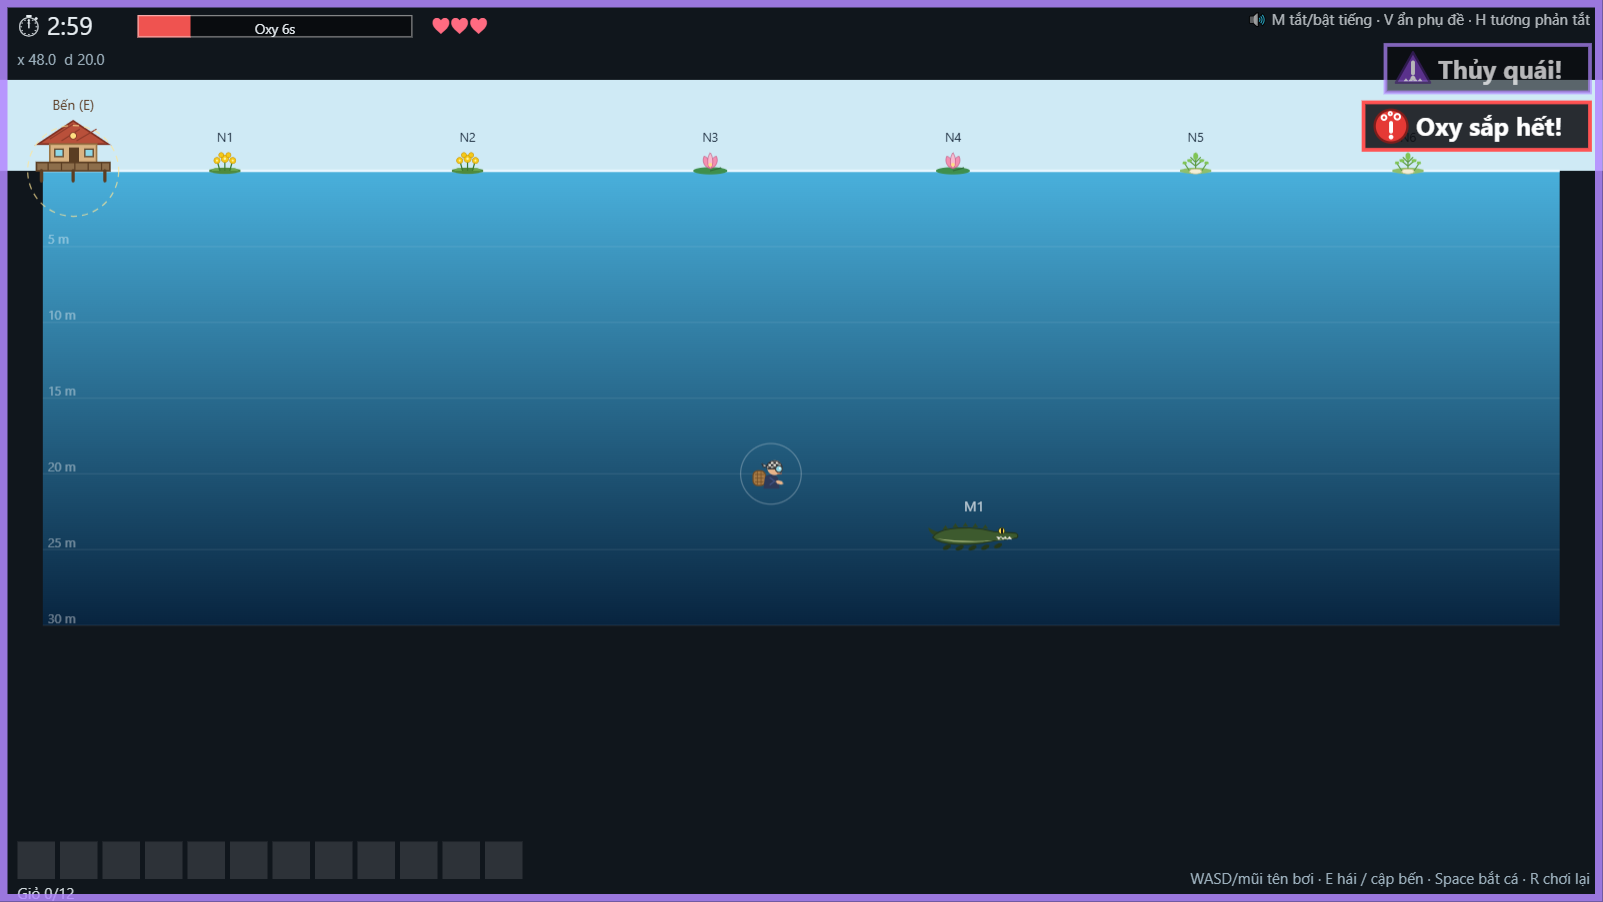 2:59
Oxy 6s
M tắt/bật tiếng · V ẩn phụ đề · H tương phản tắt
x 48.0 d 20.0
Thủy quái!
Oxy sắp hết!
Bến (E)
N1
N2
N3
N4
N5
5 m
10 m
15 m
20 m
M1
25 m
30 m
WASD/mũi tên bơi · E hái / cập bến · Space bắt cá · R chơi lại
Giỏ 0/12